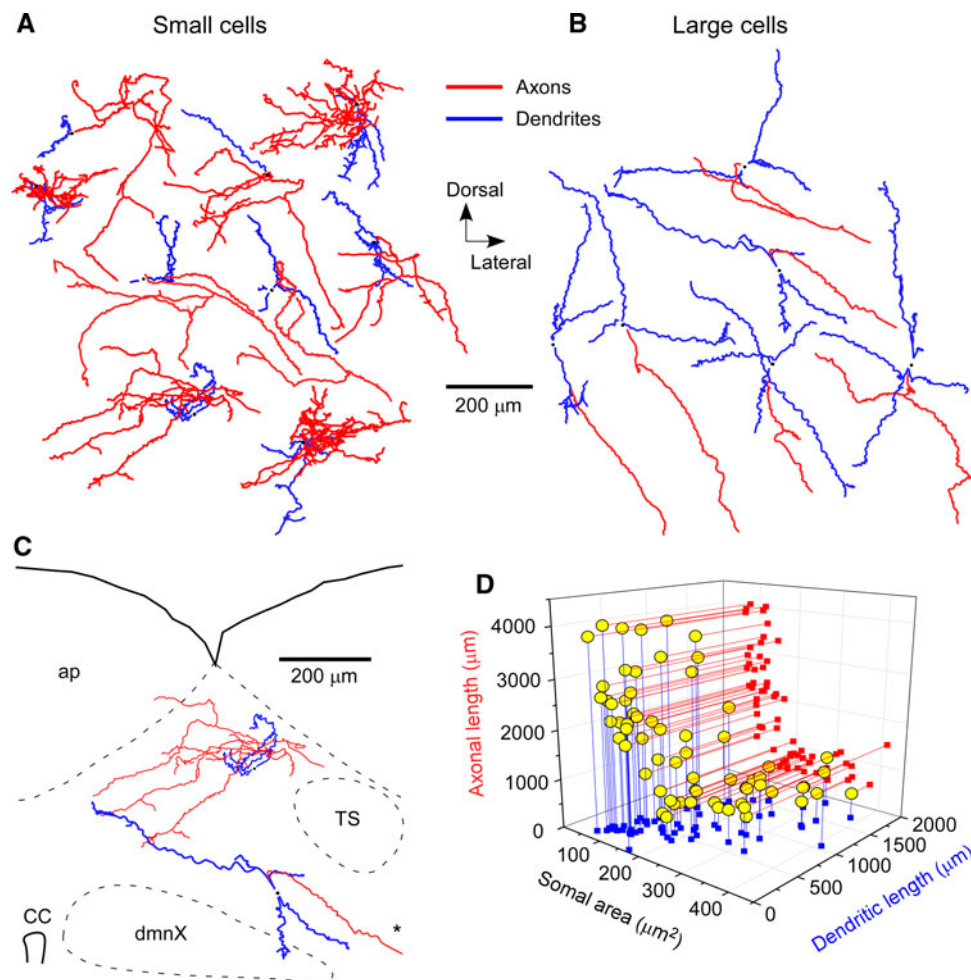 A Small cells
B Large cells
Axons
Dendrites
Dorsal
Lateral
200 μm
C
200 μm
ap
TS
CC
dmnX
*
D
Axonal length (μm)
4000
3000
2000
1000
0
100
200
300
400
Somal area (μm²)
0
500
1000
1500
2000
Dendritic length (μm)